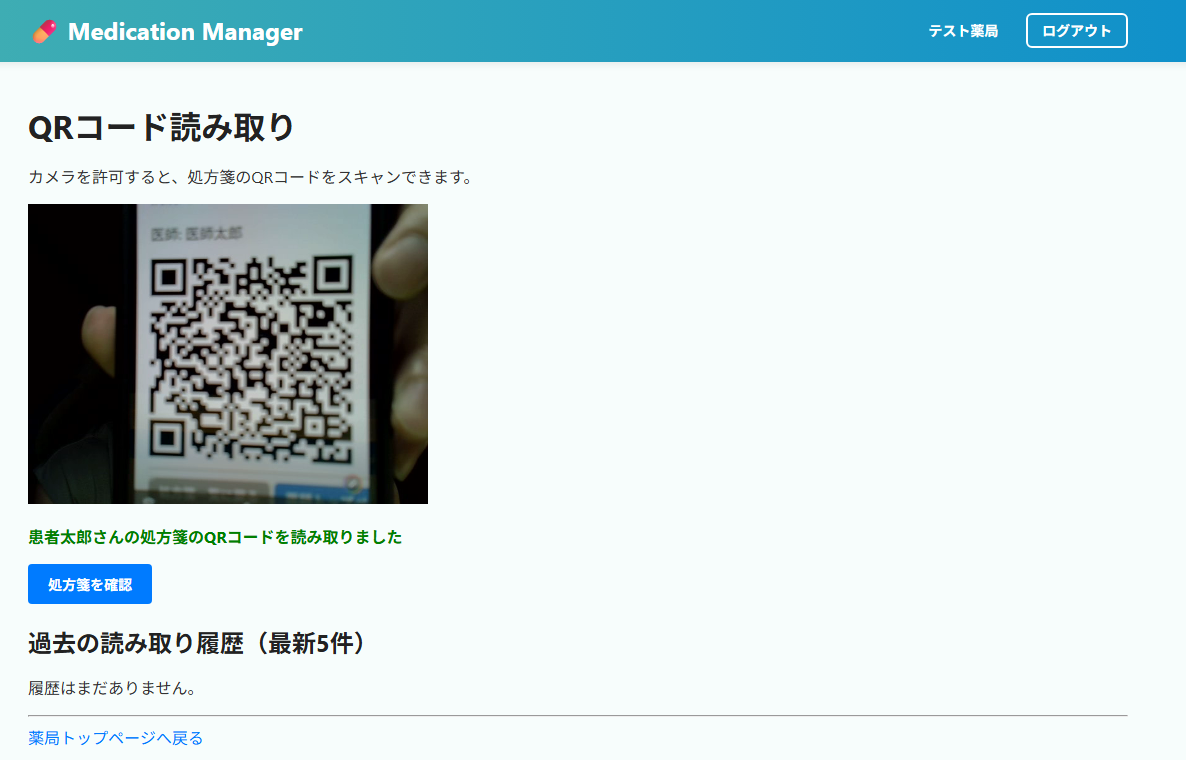 Medication Manager
テスト薬局
ログアウト
QRコード読み取り
カメラを許可すると、処方箋のQRコードをスキャンできます。
医師: 医師太郎
患者太郎さんの処方箋のQRコードを読み取りました
処方箋を確認
過去の読み取り履歴（最新5件）
履歴はまだありません。
薬局トップページへ戻る